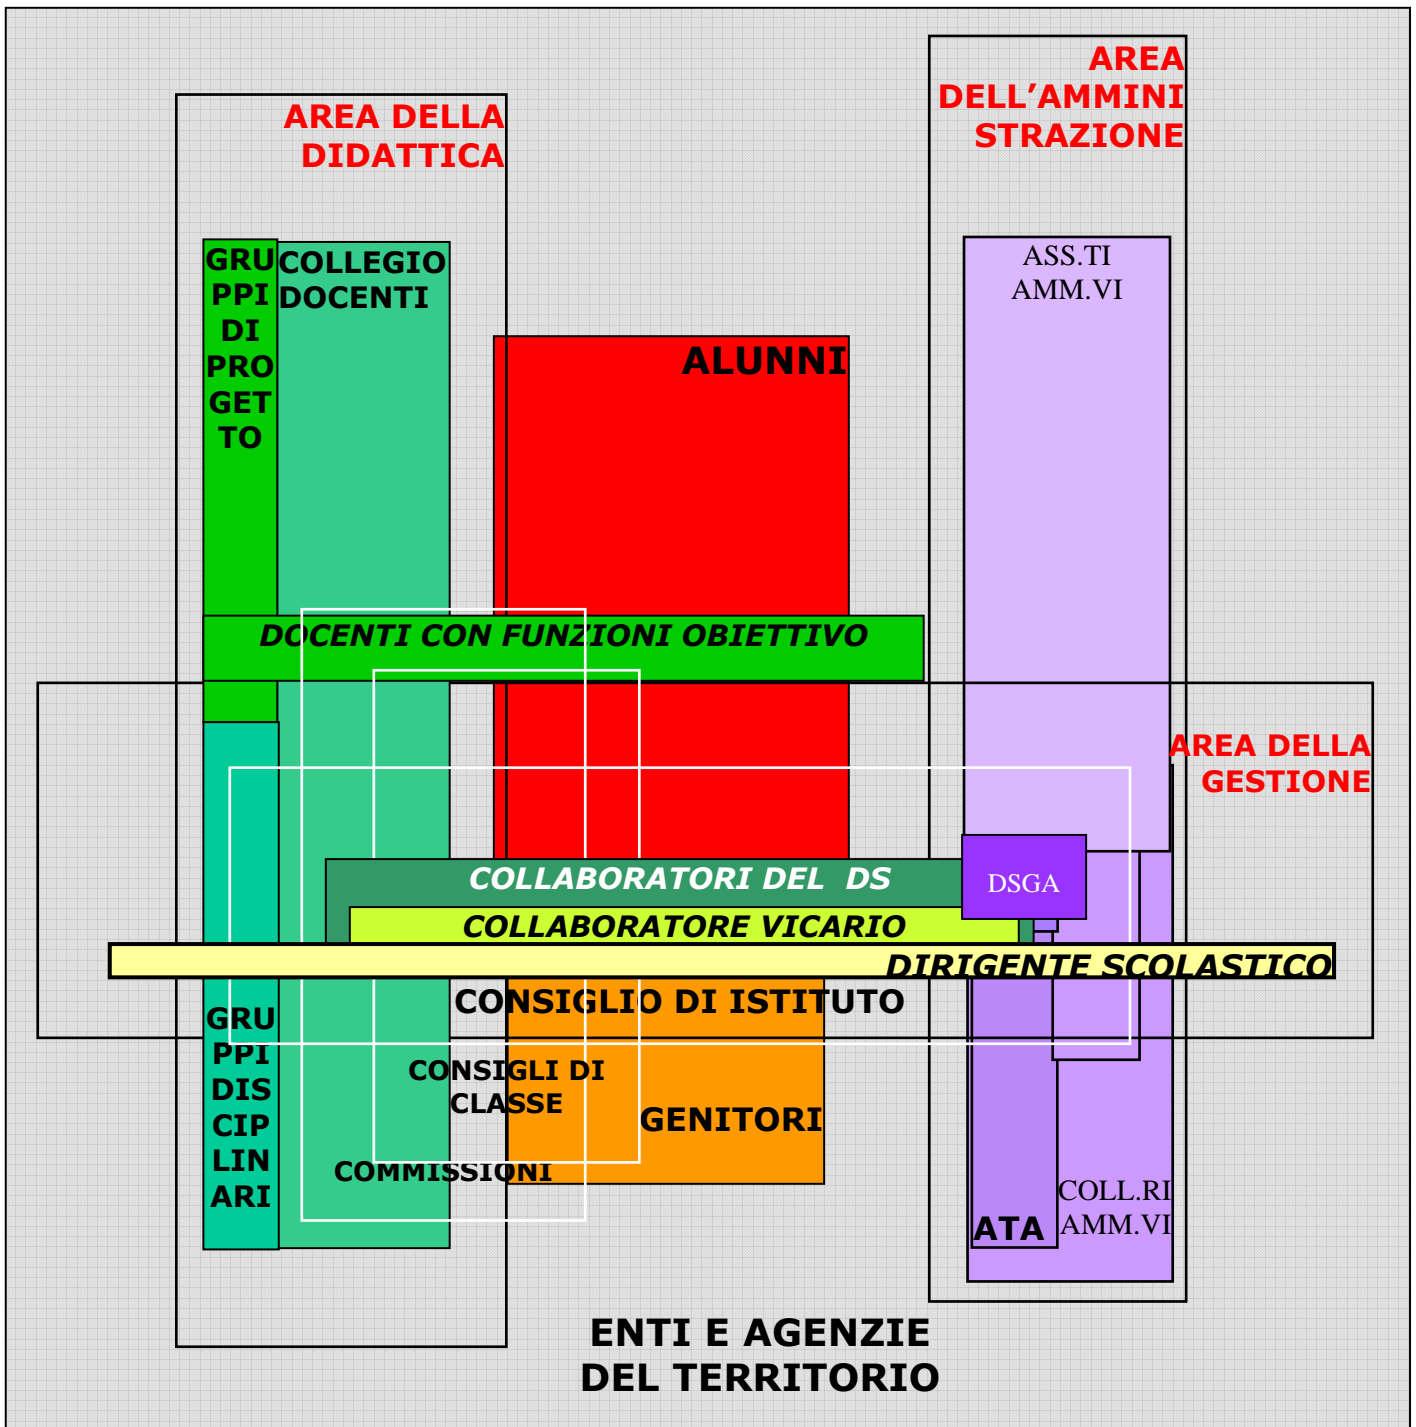 AREA
DELL’AMMINI
STRAZIONE
AREA DELLA
DIDATTICA
GRU
PPI
DI
PRO
GET
TO
COLLEGIO
DOCENTI
ASS.TI
AMM.VI
ALUNNI
DOCENTI CON FUNZIONI OBIETTIVO
AREA DELLA
GESTIONE
COLLABORATORI DEL DS
DSGA
COLLABORATORE VICARIO
DIRIGENTE SCOLASTICO
CONSIGLIO DI ISTITUTO
GRU
PPI
DIS
CIP
LIN
ARI
CONSIGLI DI
CLASSE
GENITORI
COMMISSIONI
COLL.RI
AMM.VI
ATA
ENTI E AGENZIE
DEL TERRITORIO